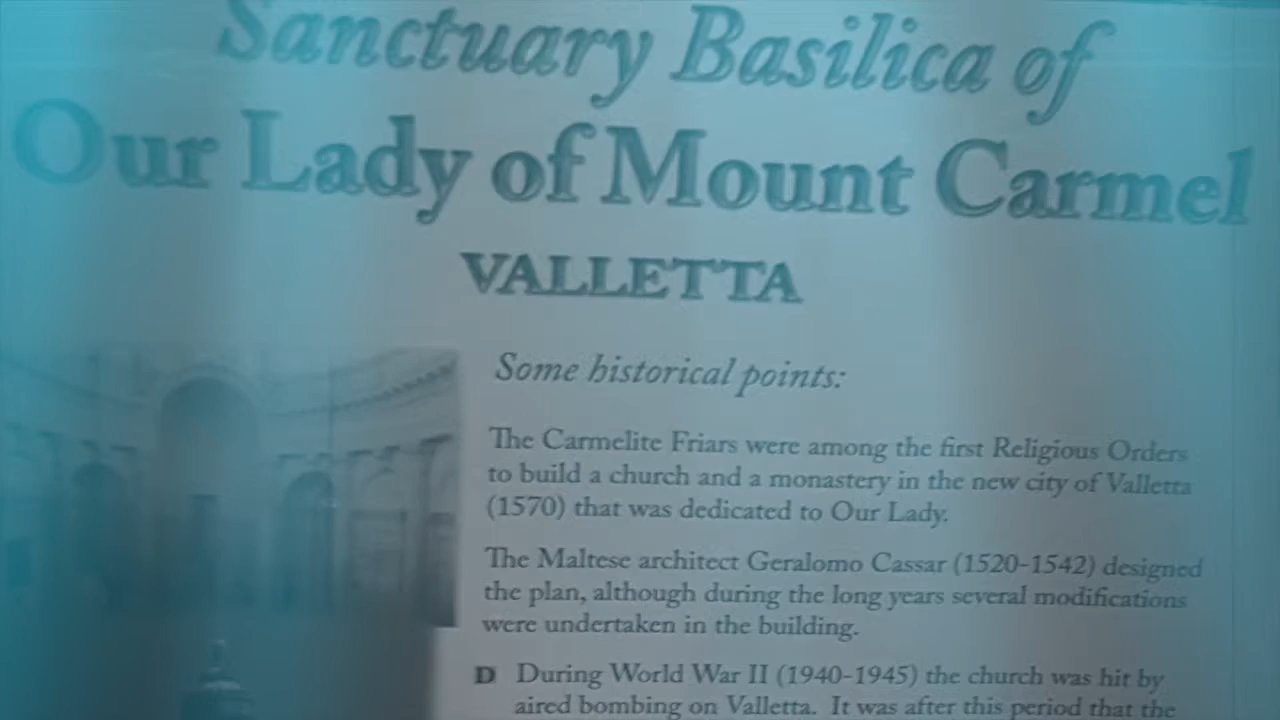 Sanctuary Basilica of
Our Lady of Mount Carmel
VALLETTA
Some historical points:
The Carmelite Friars were among the first Religious Orders
to build a church and a monastery in the new city of Valletta
(1570) that was dedicated to Our Lady.
The Maltese architect Geralomo Cassar (1520-1542) designed
the plan, although during the long years several modifications
were undertaken in the building.
D During World War II (1940-1945) the church was hit by
aired bombing on Valletta. It was after this period that the